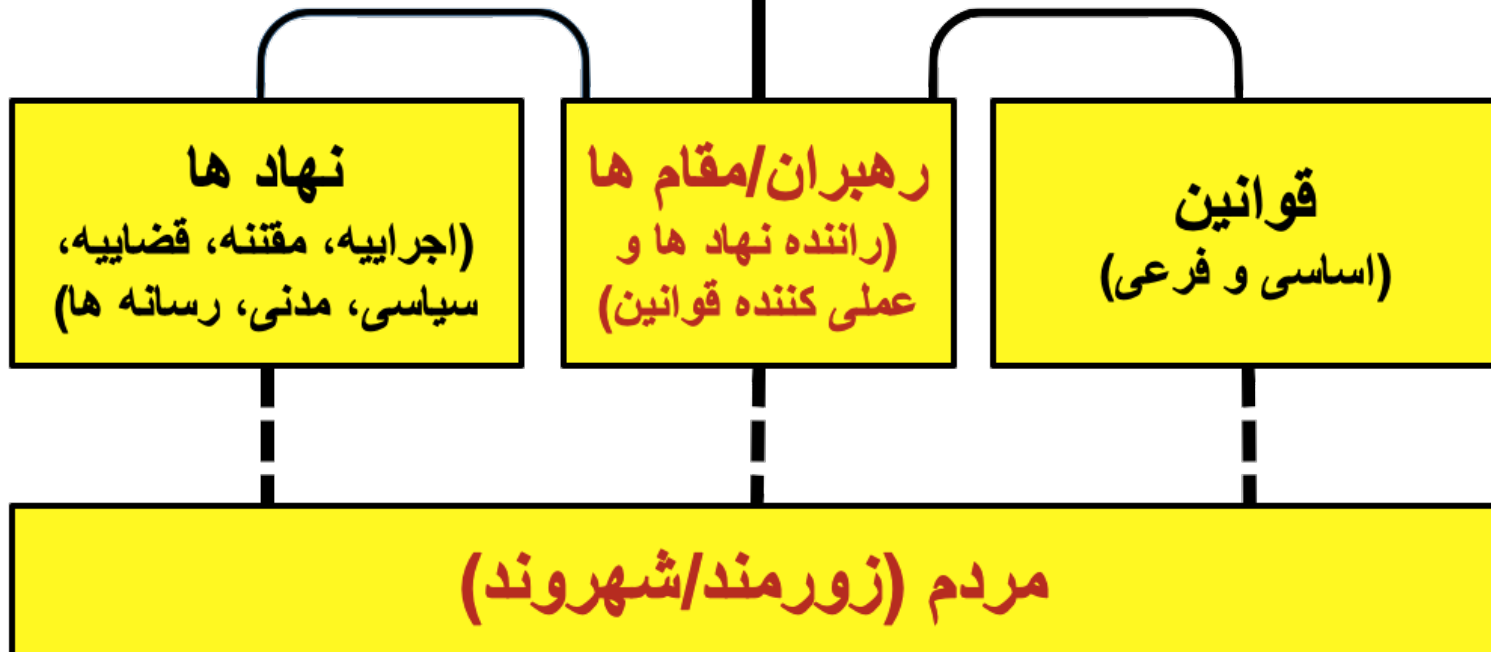 قوانین
(اساسی و فرعی)
رهبران/مقام ها
(راننده نهاد ها و
عملی کننده قوانین)
نهاد ها
(اجراییه، مقننه، قضاییه،
سیاسی، مدنی، رسانه ها)
مردم (زورمند/شهروند)